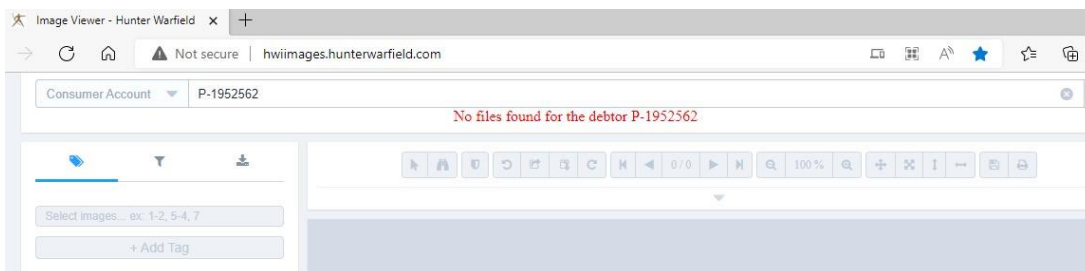 Image Viewer - Hunter Warfield
Not secure | hwiimages.hunterwarfield.com
Consumer Account P-1952562
No files found for the debtor P-1952562
0 / 0 100 %
Select images... ex: 1-2, 5-4, 7
+ Add Tag